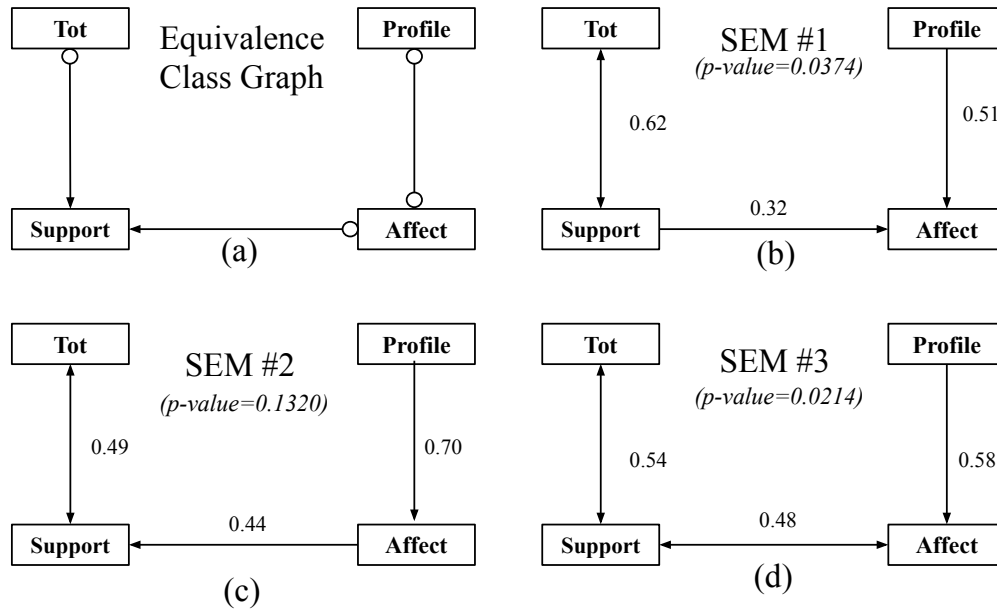 Tot
Profile
Equivalence
Class Graph
Support
Affect
(a)
Tot
Profile
SEM #1
(p-value=0.0374)
0.62
0.51
0.32
Support
Affect
(b)
Tot
Profile
SEM #2
(p-value=0.1320)
0.49
0.70
0.44
Support
Affect
(c)
Tot
Profile
SEM #3
(p-value=0.0214)
0.54
0.58
0.48
Support
Affect
(d)